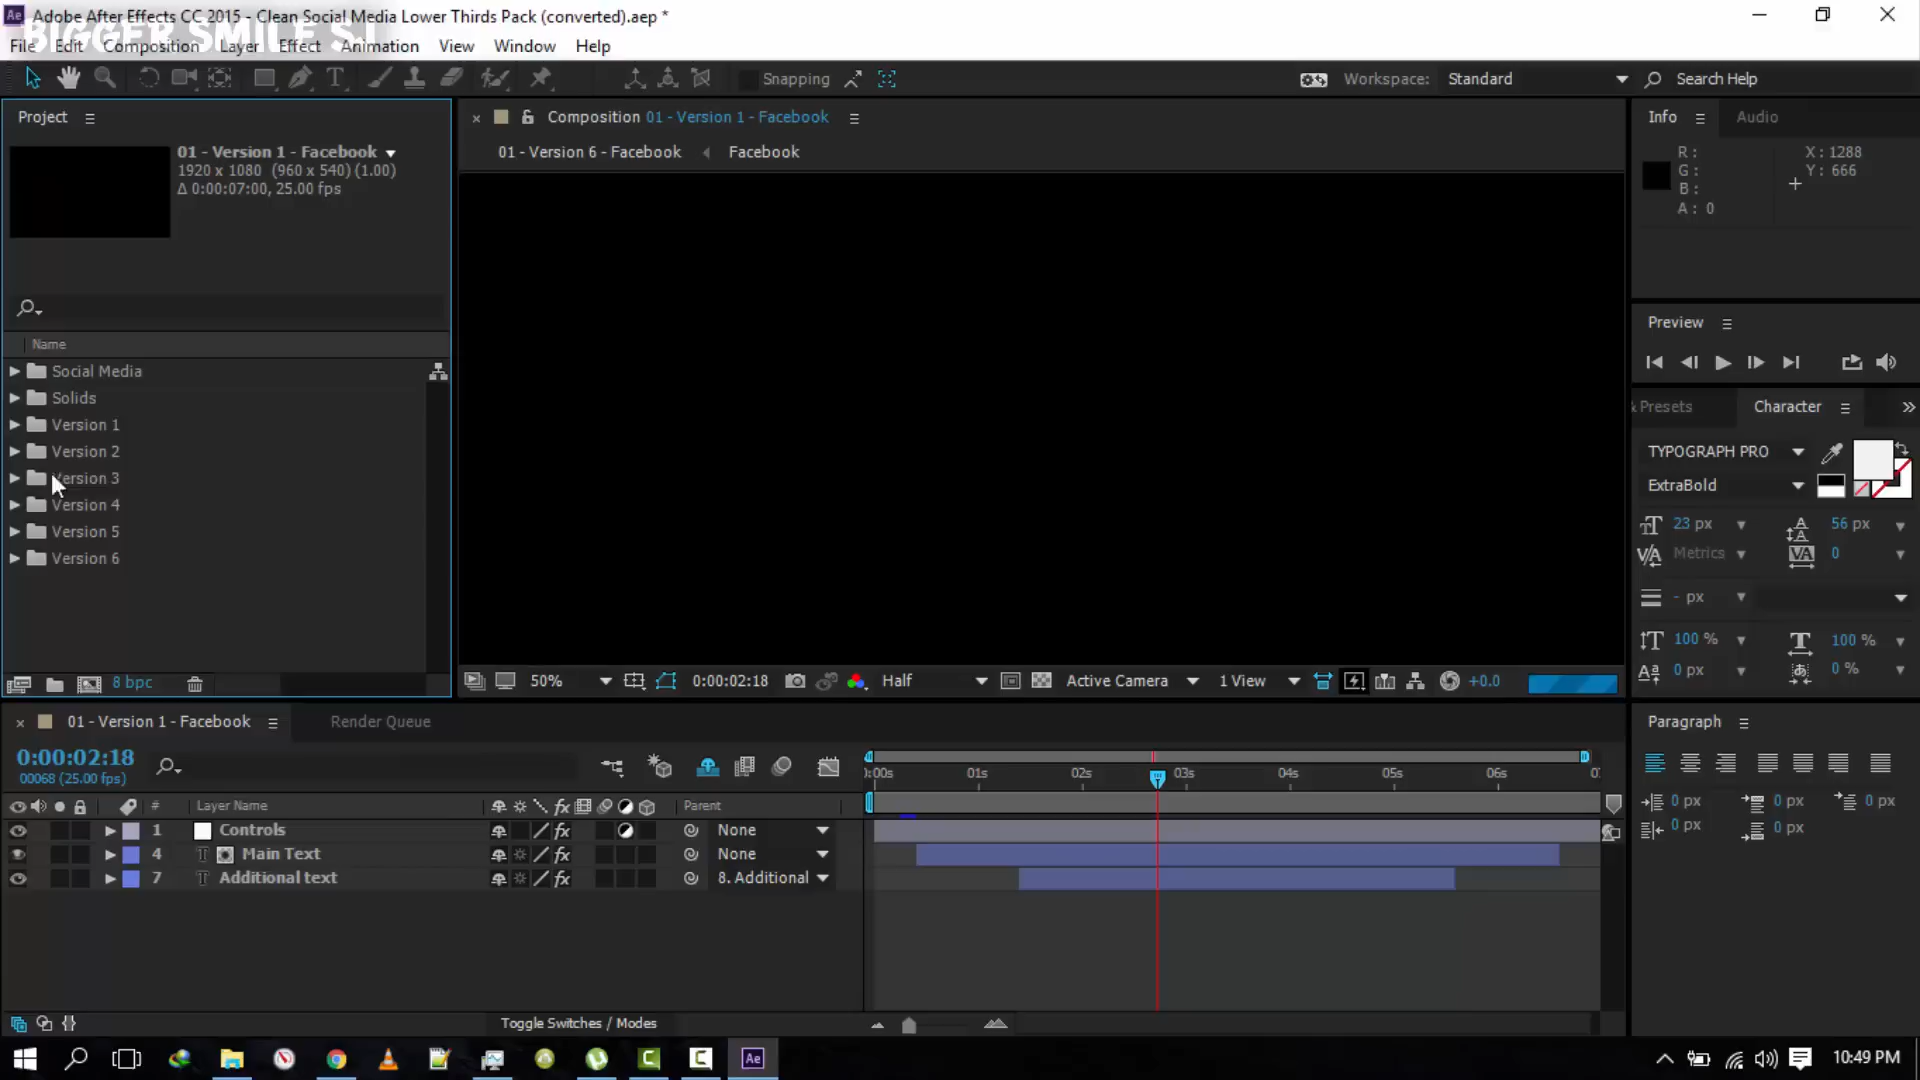 Adobe After Effects CC 2015 - Clean Social Media Lower Thirds Pack (converted).aep *
BIGGER SMILE S.L
File Edit Composition Layer Effect Animation View Window Help
Snapping
Workspace: Standard
Search Help
Project
01 - Version 1 - Facebook
1920 x 1080 (960 x 540) (1.00)
Δ 0:00:07:00, 25.00 fps
Name
Social Media
Solids
Version 1
Version 2
Version 3
Version 4
Version 5
Version 6
8 bpc
Composition 01 - Version 1 - Facebook
01 - Version 6 - Facebook Facebook
50%
0:00:02:18
Half
Active Camera
1 View
+0.0
Info Audio
R :
G :
B :
A : 0
X : 1288
Y : 666
Preview
& Presets Character
TYPOGRAPH PRO
ExtraBold
23 px 56 px
Metrics 0
- px
100 % 100 %
0 px 0 %
01 - Version 1 - Facebook
Render Queue
0:00:02:18
00068 (25.00 fps)
# Layer Name Parent
1 Controls None
4 Main Text None
7 Additional text 8. Additional
:00s 01s 02s 03s 04s 05s 06s
Toggle Switches / Modes
Paragraph
0 px 0 px 0 px
0 px 0 px
Ae
10:49 PM